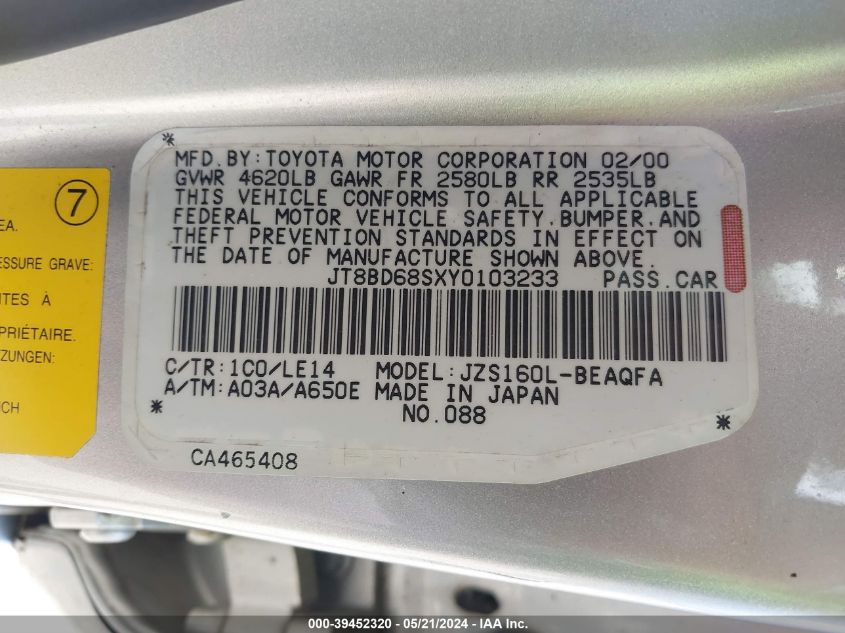 MFD.BY:TOYOTA MOTOR CORPORATION 02/00
GVWR 4620LB GAWR FR 2580LB RR 2535LB
THIS VEHICLE CONFORMS TO ALL APPLICABLE
FEDERAL MOTOR VEHICLE SAFETY.BUMPER.AND
THEFT PREVENTION STANDARDS IN EFFECT ON
THE DATE OF MANUFACTURE SHOWN ABOVE.
JT8BD68SXY0103233 PASS.CAR
C/TR:1C0/LE14 MODEL:JZS160L-BEAQFA
A/TM:A03A/A650E MADE IN JAPAN
NO.088
CA465408
7
EA.
ESSURE GRAVE:
NTES À
PRIÉTAIRE.
TZUNGEN:
CH
000-39452320 - 05/21/2024 - IAA Inc.